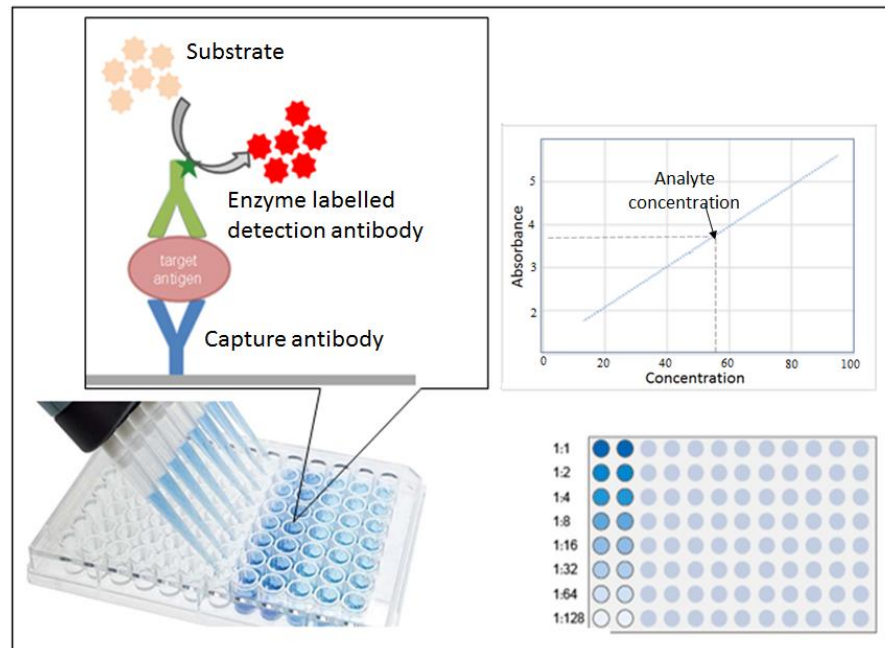 Substrate
Enzyme labelled
detection antibody
target
antigen
Capture antibody
Analyte
concentration
Absorbance
5
4
3
2
0
20
40
60
80
100
Concentration
1:1
1:2
1:4
1:8
1:16
1:32
1:64
1:128